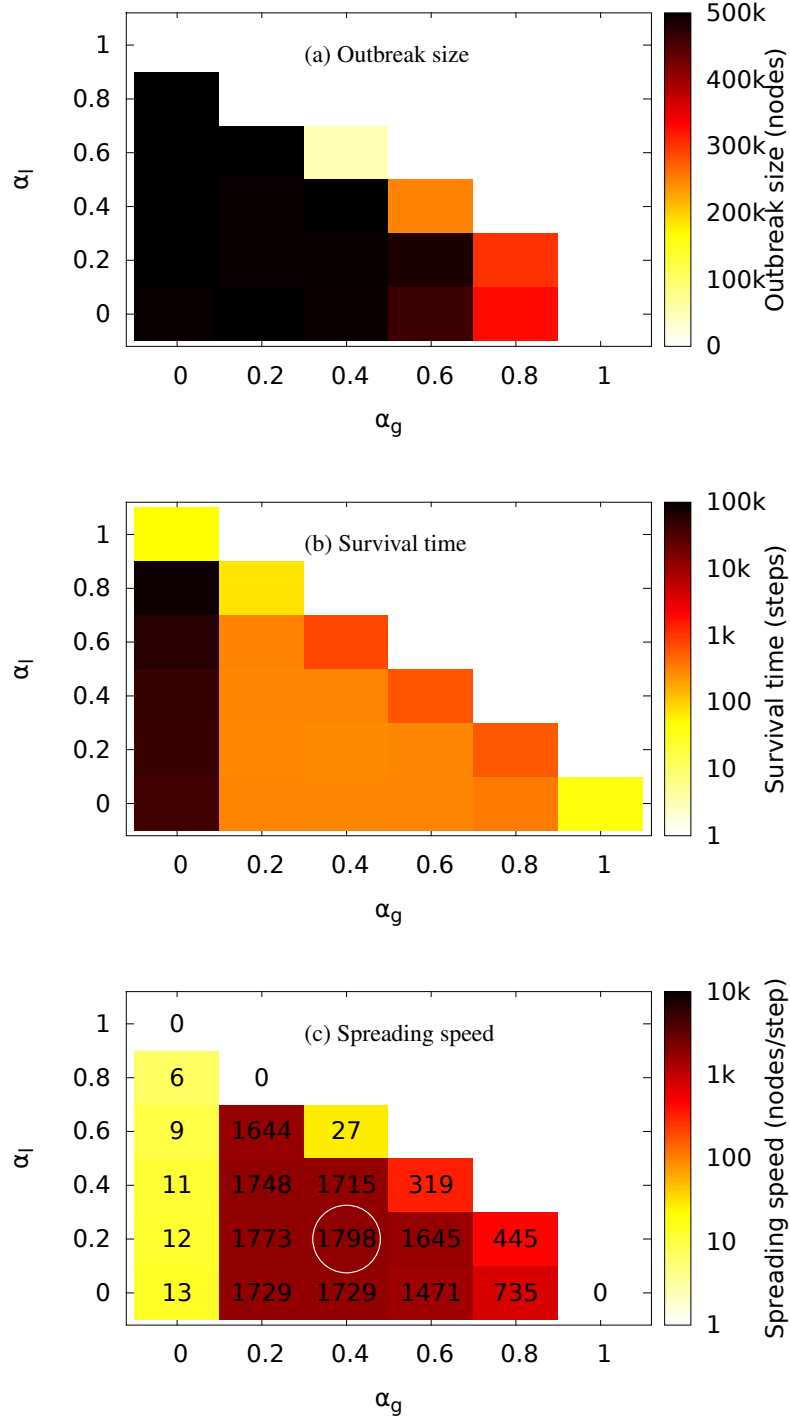 (a) Outbreak size
1
0.8
0.6
0.4
0.2
0
αl
0 0.2 0.4 0.6 0.8 1
αg
500k
400k
300k
200k
100k
0
Outbreak size (nodes)
(b) Survival time
1
0.8
0.6
0.4
0.2
0
αl
0 0.2 0.4 0.6 0.8 1
αg
100k
10k
1k
100
10
1
Survival time (steps)
(c) Spreading speed
1 0
0.8 6 0
0.6 9 1644 27
0.4 11 1748 1715 319
0.2 12 1773 1798 1645 445
0 13 1729 1729 1471 735 0
αl
0 0.2 0.4 0.6 0.8 1
αg
10k
1k
100
10
1
Spreading speed (nodes/step)